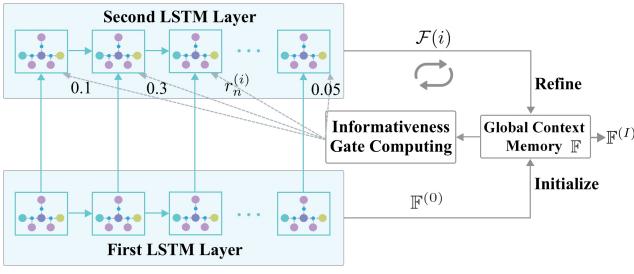 Second LSTM Layer
0.1
0.3
r_n^{(i)}
0.05
\mathcal{F}(i)
Refine
Informativeness
Gate Computing
Global Context
Memory 𝔽
𝔽^{(I)}
Initialize
𝔽^{(0)}
First LSTM Layer